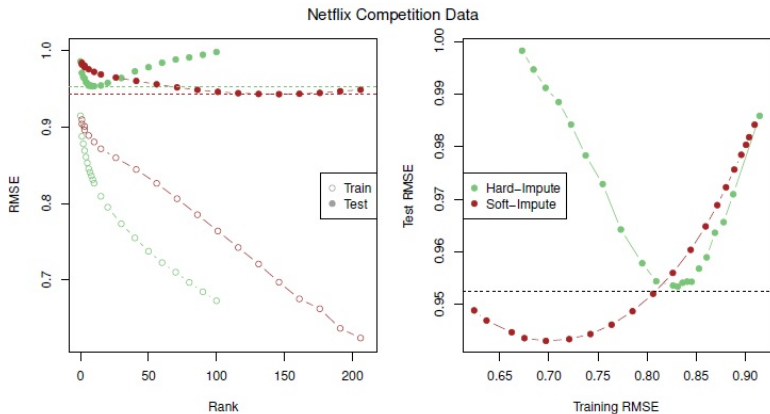 Netflix Competition Data
RMSE
1.0
0.9
0.8
0.7
0
50
100
150
200
Rank
Train
Test
Test RMSE
1.00
0.99
0.98
0.97
0.96
0.95
0.65
0.70
0.75
0.80
0.85
0.90
Training RMSE
Hard−Impute
Soft−Impute